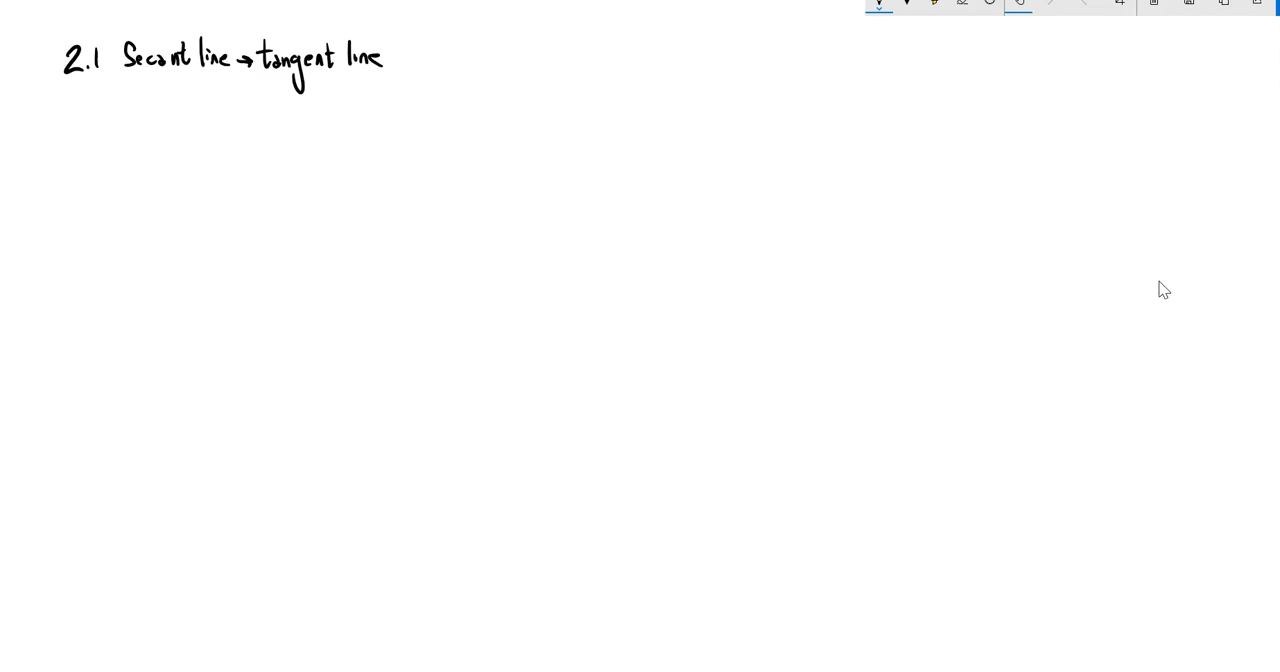 2.1 Secant line → tangent line